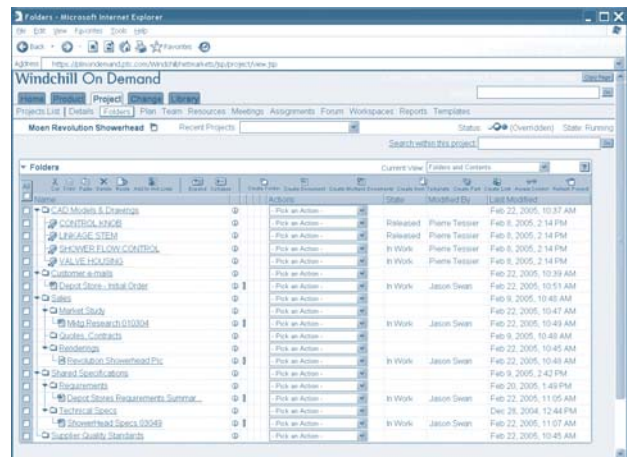 Folders - Microsoft Internet Explorer
File Edit View Favorites Tools Help
Back Favorites
Address https://plmondemand.ptc.com/Windchill/netmarkets/jsp/project/view.jsp
Windchill On Demand
Home Product Project Change Library
Projects List Details Folders Plan Team Resources Meetings Assignments Forum Workspaces Reports Templates
Moen Revolution Showerhead Recent Projects: Status: (Overridden) State: Running
Search within this project:
Folders Current View: Folders and Contents
Name Actions State Modified By Last Modified
CAD Models & Drawings - Pick an Action - Feb 22, 2005, 10:37 AM
CONTROL KNOB - Pick an Action - Released Pierre Tessier Feb 8, 2005, 2:14 PM
LINKAGE STEM - Pick an Action - Released Pierre Tessier Feb 8, 2005, 2:14 PM
SHOWER FLOW CONTROL - Pick an Action - In Work Pierre Tessier Feb 8, 2005, 2:14 PM
VALVE HOUSING - Pick an Action - In Work Pierre Tessier Feb 8, 2005, 2:14 PM
Customer e-mails - Pick an Action - Feb 22, 2005, 10:39 AM
Depot Store - Initial Order - Pick an Action - In Work Jason Swan Feb 22, 2005, 10:51 AM
Sales - Pick an Action - Feb 9, 2005, 10:48 AM
Market Study - Pick an Action - Feb 22, 2005, 10:47 AM
Mktg Research 010304 - Pick an Action - In Work Jason Swan Feb 22, 2005, 10:49 AM
Quotes, Contracts - Pick an Action - Feb 9, 2005, 10:48 AM
Renderings - Pick an Action - Feb 22, 2005, 10:45 AM
Revolution Showerhead Pic - Pick an Action - In Work Jason Swan Feb 22, 2005, 10:48 AM
Shared Specifications - Pick an Action - Feb 9, 2005, 2:42 PM
Requirements - Pick an Action - Feb 20, 2005, 1:49 PM
Depot Stores Requirements Summar... - Pick an Action - In Work Jason Swan Feb 22, 2005, 11:05 AM
Technical Specs - Pick an Action - Dec 28, 2004, 12:44 PM
ShowerHead Specs 03049 - Pick an Action - In Work Jason Swan Feb 22, 2005, 11:07 AM
Supplier Quality Standards - Pick an Action - Feb 22, 2005, 10:45 AM